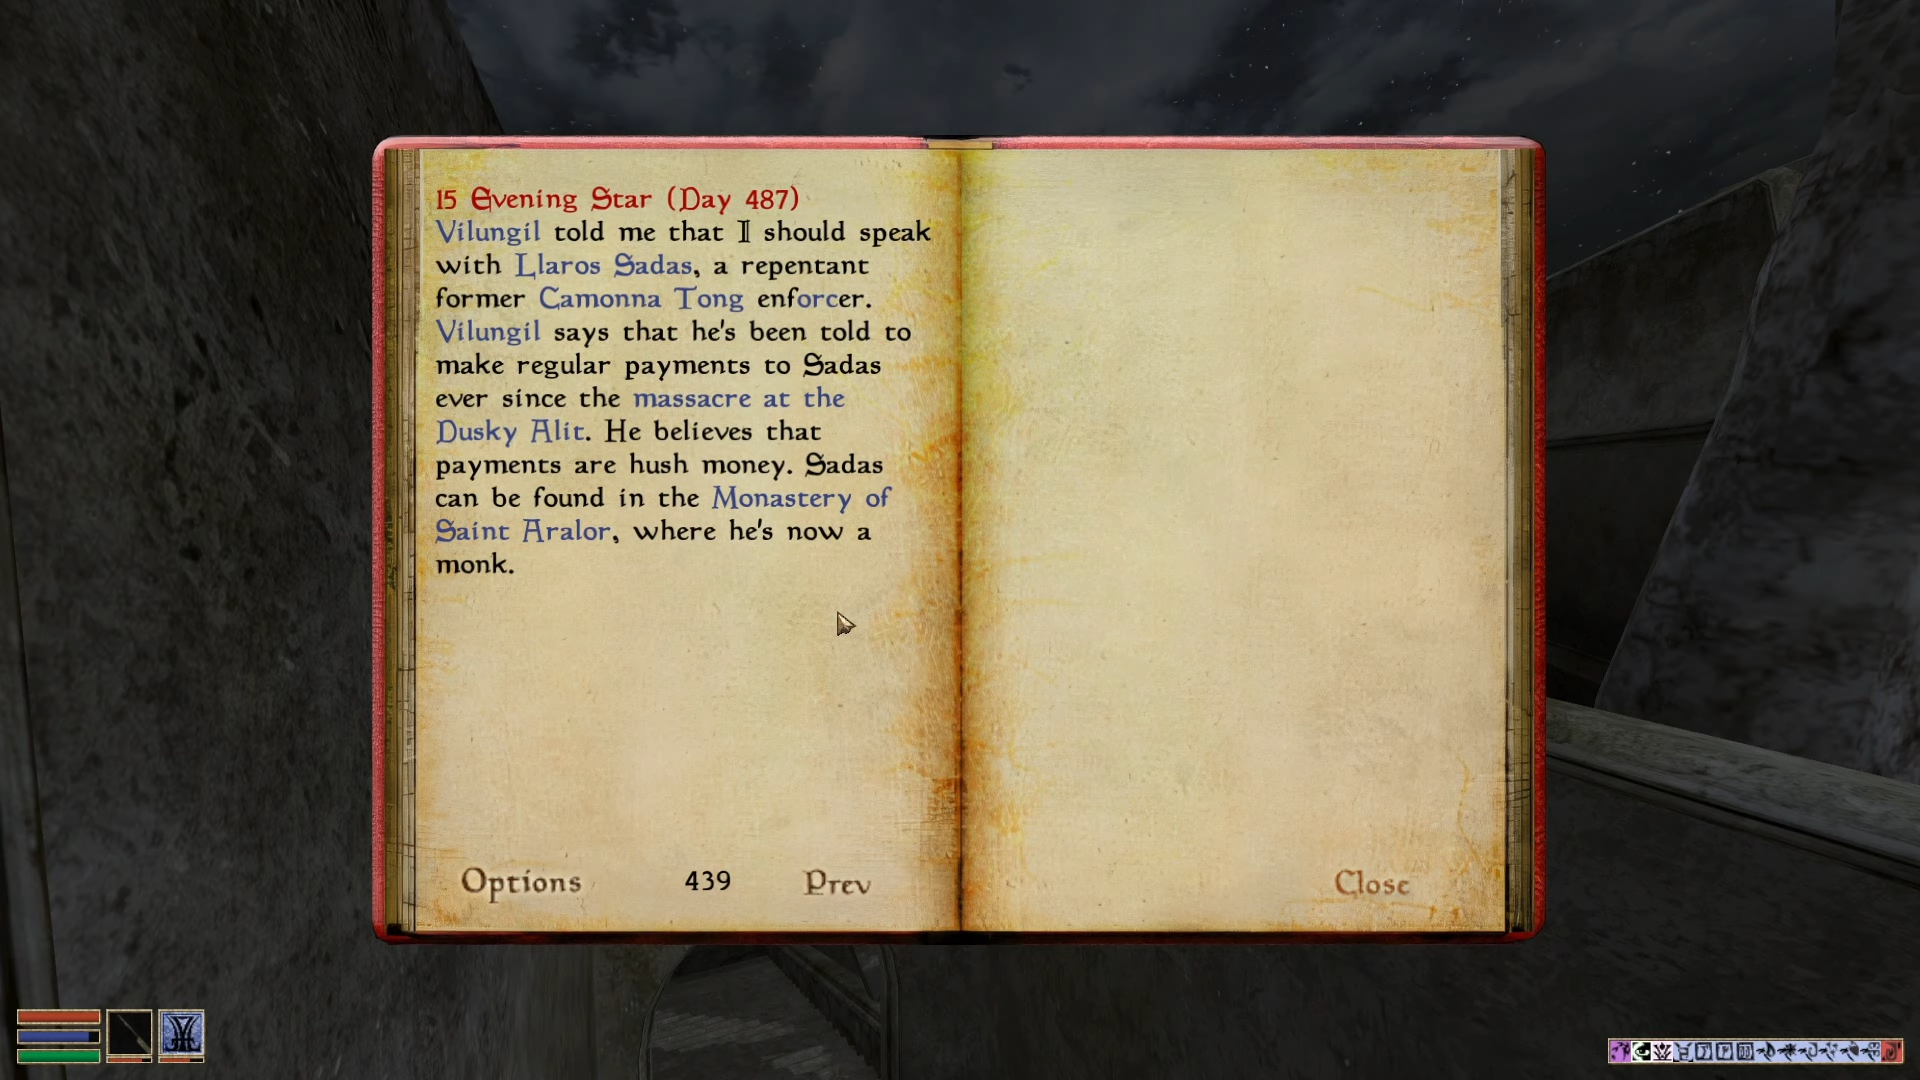 15 Evening Star (Day 487)
Vilungil told me that I should speak
with Llaros Sadas, a repentant
former Camonna Tong enforcer.
Vilungil says that he's been told to
make regular payments to Sadas
ever since the massacre at the
Dusky Alit. He believes that
payments are hush money. Sadas
can be found in the Monastery of
Saint Aralor, where he's now a
monk.
Options 439 Prev Close